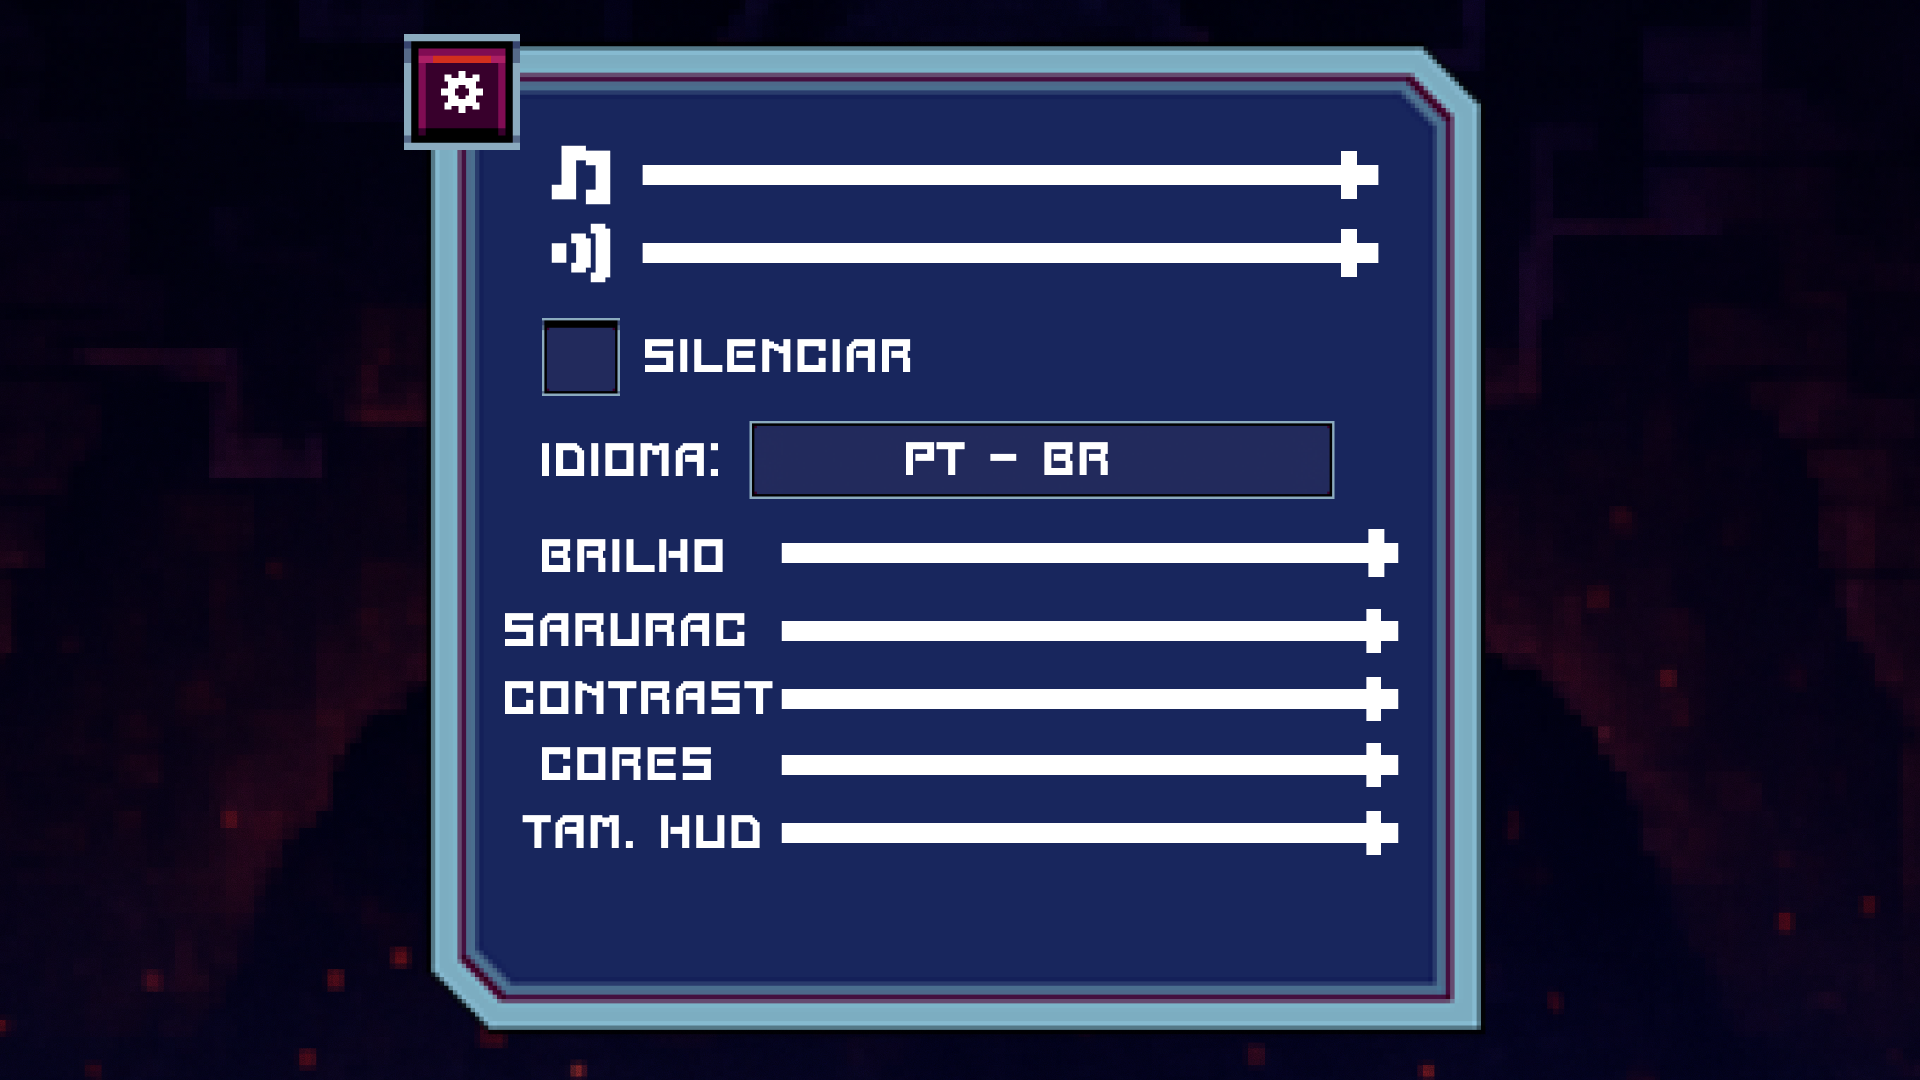 SILENCIAR
IDIOMA: PT - BR
BRILHO
SARURAC
CONTRAST
CORES
TAM. HUD